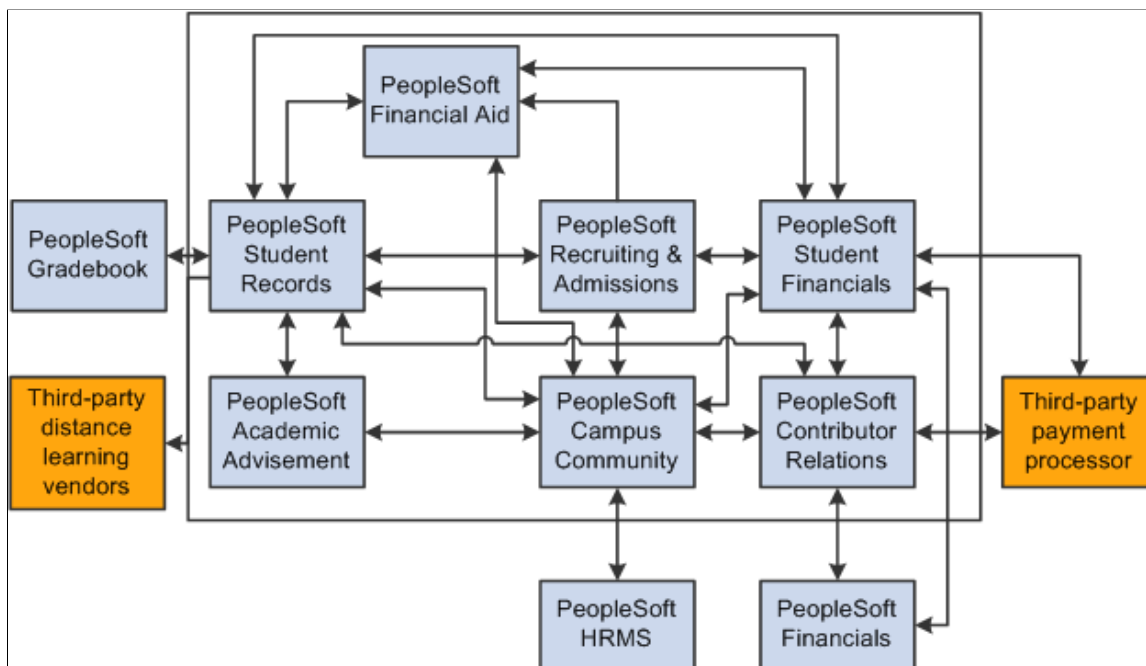 PeopleSoft
Financial Aid
PeopleSoft
Gradebook
PeopleSoft
Student
Records
PeopleSoft
Recruiting &
Admissions
PeopleSoft
Student
Financials
Third-party
distance
learning
vendors
PeopleSoft
Academic
Advisement
PeopleSoft
Campus
Community
PeopleSoft
Contributor
Relations
Third-party
payment
processor
PeopleSoft
HRMS
PeopleSoft
Financials